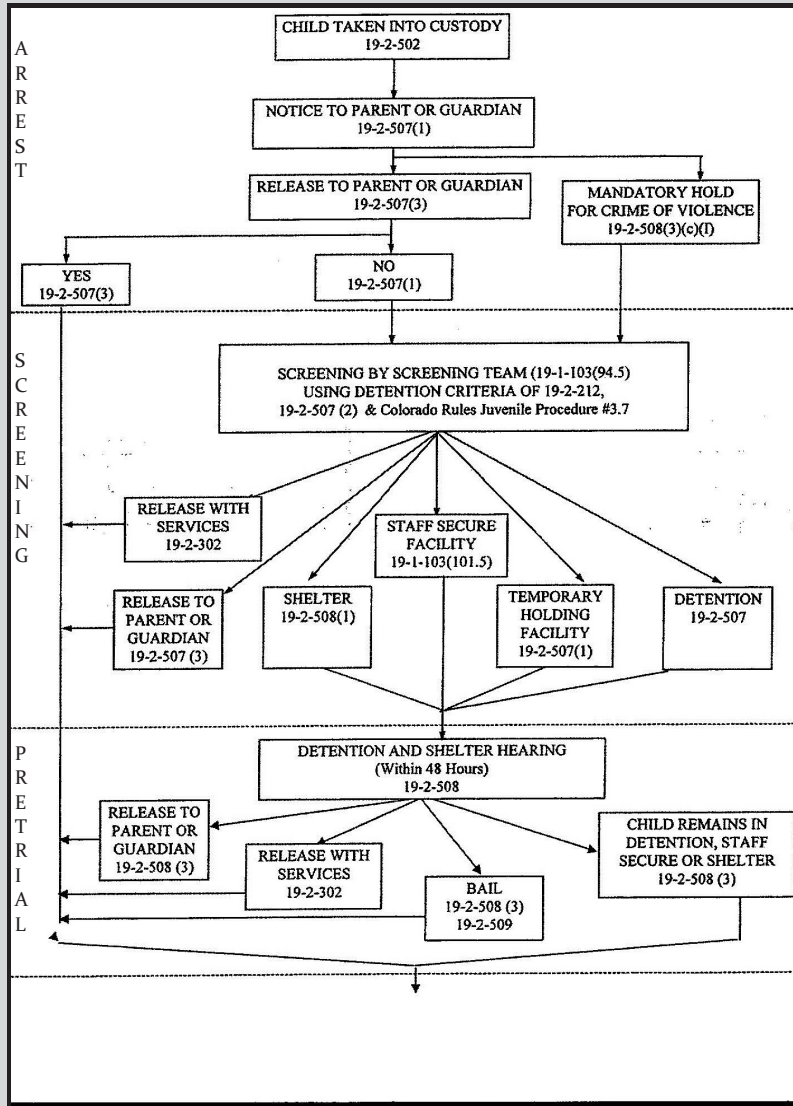 ARREST
CHILD TAKEN INTO CUSTODY
19-2-502
NOTICE TO PARENT OR GUARDIAN
19-2-507(1)
RELEASE TO PARENT OR GUARDIAN
19-2-507(3)
MANDATORY HOLD
FOR CRIME OF VIOLENCE
19-2-508(3)(c)(I)
YES
19-2-507(3)
NO
19-2-507(1)
SCREENING
SCREENING BY SCREENING TEAM (19-1-103(94.5)
USING DETENTION CRITERIA OF 19-2-212,
19-2-507 (2) & Colorado Rules Juvenile Procedure #3.7
RELEASE WITH
SERVICES
19-2-302
STAFF SECURE
FACILITY
19-1-103(101.5)
RELEASE TO
PARENT OR
GUARDIAN
19-2-507 (3)
SHELTER
19-2-508(1)
TEMPORARY
HOLDING
FACILITY
19-2-507(1)
DETENTION
19-2-507
PRETRIAL
DETENTION AND SHELTER HEARING
(Within 48 Hours)
19-2-508
RELEASE TO
PARENT OR
GUARDIAN
19-2-508 (3)
RELEASE WITH
SERVICES
19-2-302
BAIL
19-2-508 (3)
19-2-509
CHILD REMAINS IN
DETENTION, STAFF
SECURE OR SHELTER
19-2-508 (3)